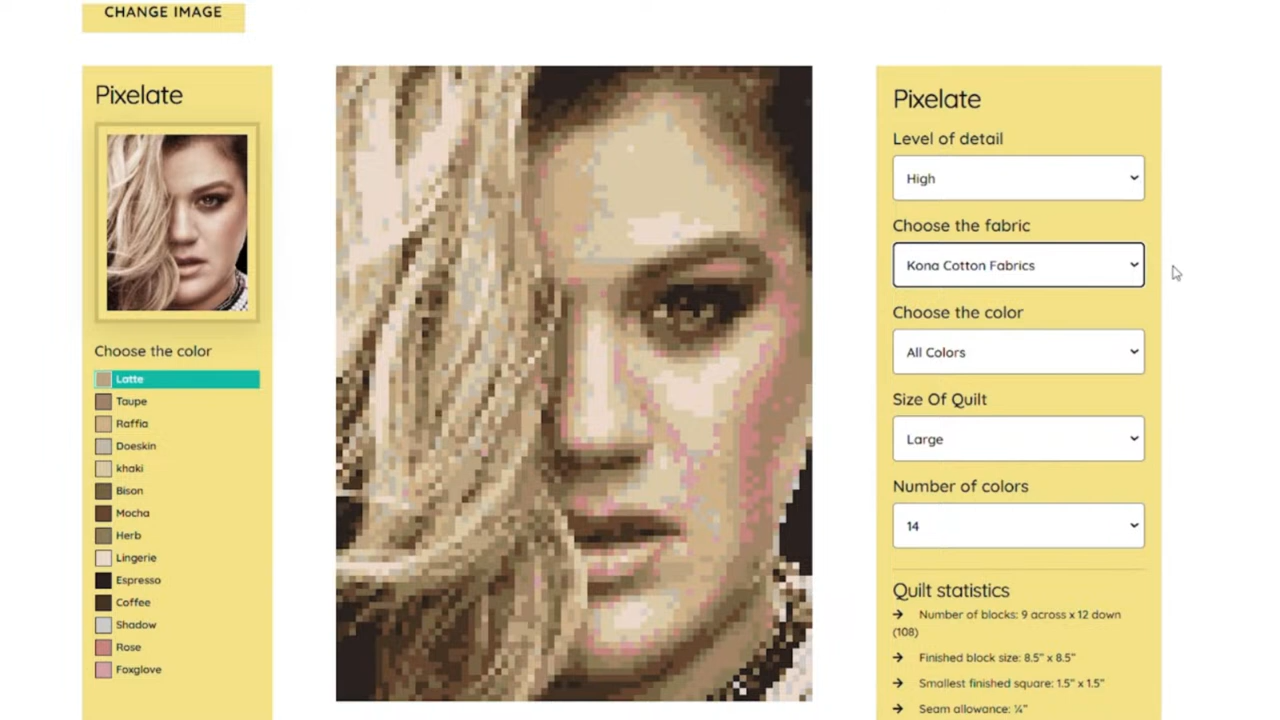 CHANGE IMAGE
Pixelate
Choose the color
Latte
Taupe
Raffia
Doeskin
khaki
Bison
Mocha
Herb
Lingerie
Espresso
Coffee
Shadow
Rose
Foxglove
Pixelate
Level of detail
High
Choose the fabric
Kona Cotton Fabrics
Choose the color
All Colors
Size Of Quilt
Large
Number of colors
14
Quilt statistics
→ Number of blocks: 9 across x 12 down
(108)
→ Finished block size: 8.5” x 8.5”
→ Smallest finished square: 1.5” x 1.5”
→ Seam allowance: ¼”